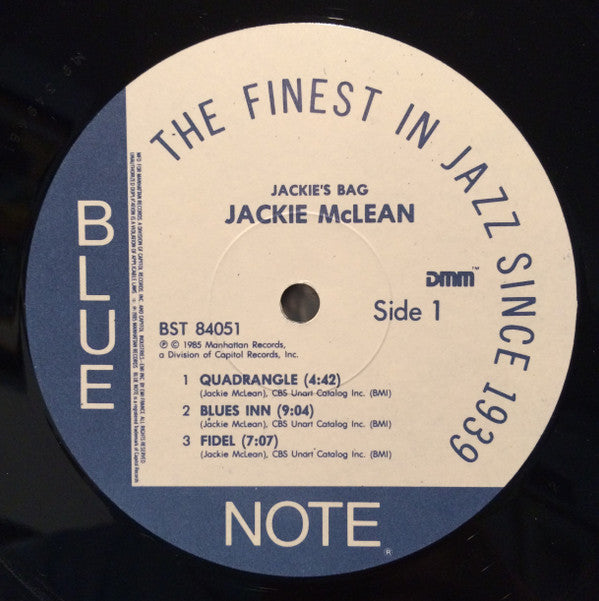 THE FINEST IN JAZZ SINCE 1939
JACKIE'S BAG
JACKIE McLEAN
DMM™
Side 1
BST 84051
℗ © 1985 Manhattan Records,
a Division of Capitol Records, Inc.
1 QUADRANGLE (4:42)
(Jackie McLean), CBS Unart Catalog Inc. (BMI)
2 BLUES INN (9:04)
(Jackie McLean), CBS Unart Catalog Inc. (BMI)
3 FIDEL (7:07)
(Jackie McLean), CBS Unart Catalog Inc. (BMI)
BLUE
NOTE®